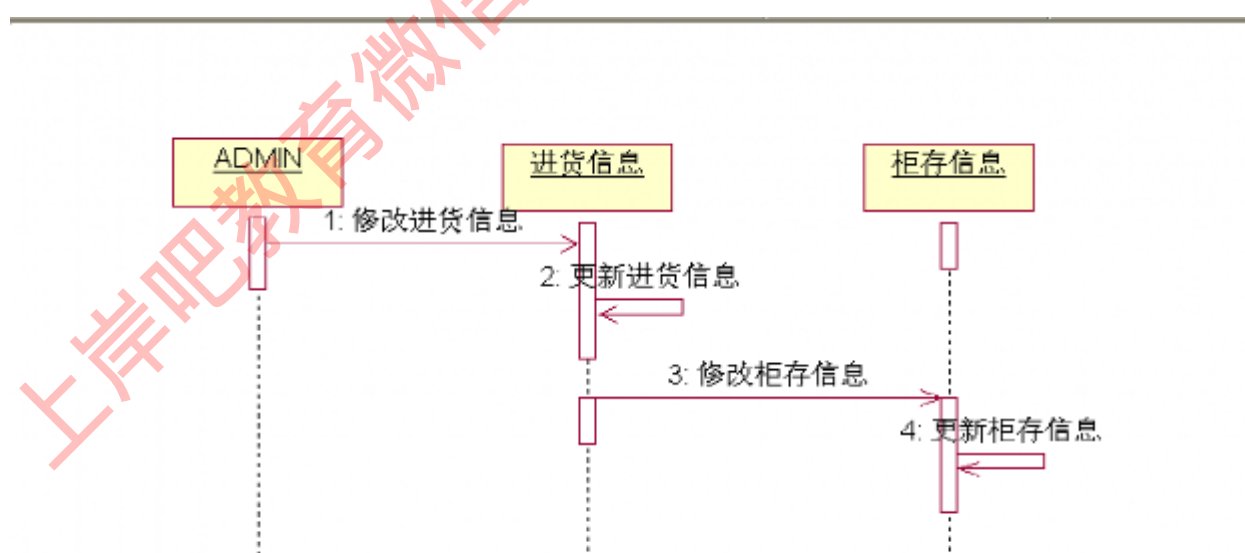 ADMIN
进货信息
柜存信息
1: 修改进货信息
2: 更新进货信息
3: 修改柜存信息
4: 更新柜存信息
上岸吧教育微信